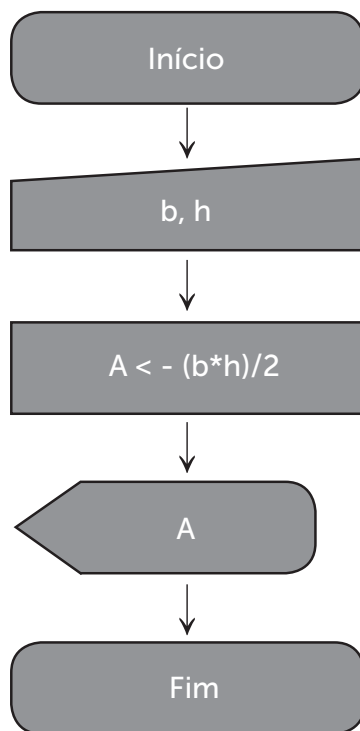 Início
b, h
A < - (b*h)/2
A
Fim